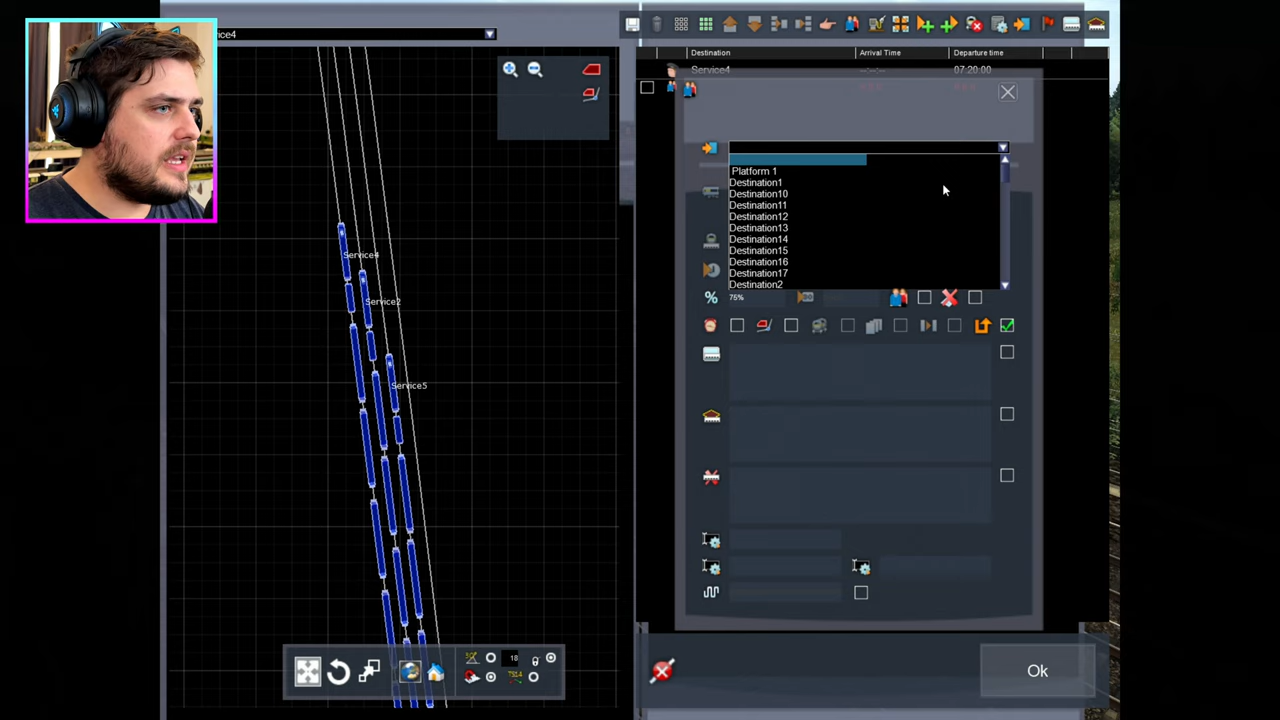 ice4
Destination
Arrival Time
Departure time
Service4
--:--:--
07:20:00
Platform 1
Destination1
Destination10
Destination11
Destination12
Destination13
Destination14
Destination15
Destination16
Destination17
Destination2
75%
Service4
Service2
Service5
18
Ok